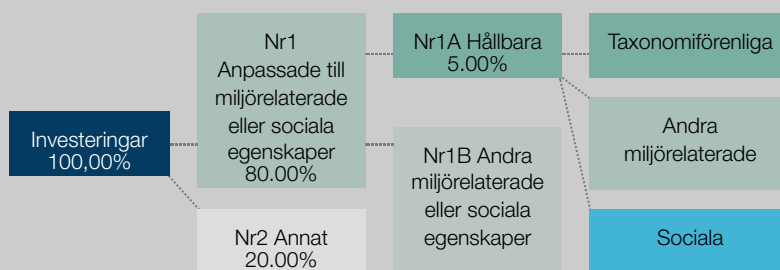 Investeringar
100,00%
Nr1
Anpassade till
miljörelaterade
eller sociala
egenskaper
80.00%
Nr2 Annat
20.00%
Nr1A Hållbara
5.00%
Nr1B Andra
miljörelaterade
eller sociala
egenskaper
Taxonomiförenliga
Andra
miljörelaterade
Sociala